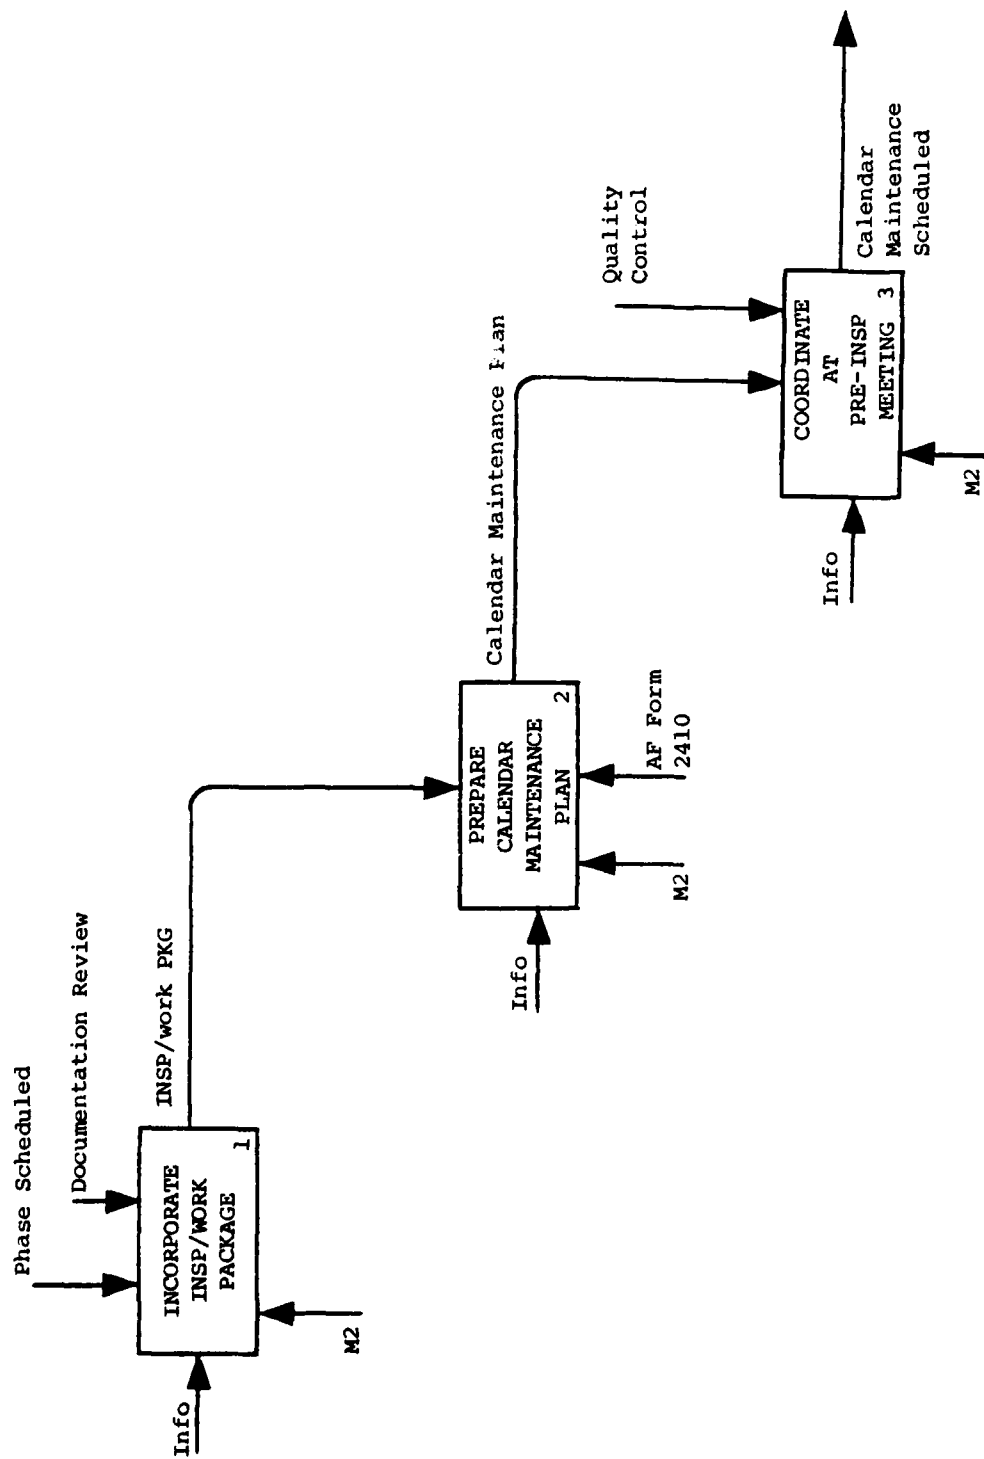 Phase Scheduled
Documentation Review
INCORPORATE
INSP/WORK
PACKAGE
1
Info
M2
INSP/work PKG
PREPARE
CALENDAR
MAINTENANCE
PLAN
2
Info
M2
AF Form
2410
Calendar Maintenance Plan
Quality
Control
COORDINATE
AT
PRE-INSP
MEETING 3
Info
M2
Calendar
Maintenance
Scheduled